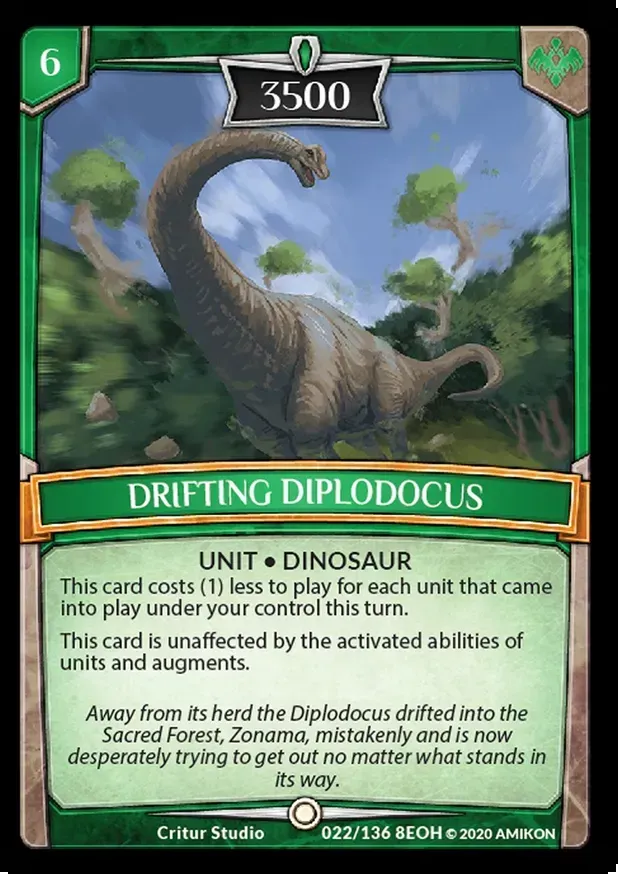 6
3500
DRIFTING DIPLODOCUS
UNIT • DINOSAUR
This card costs (1) less to play for each unit that came
into play under your control this turn.
This card is unaffected by the activated abilities of
units and augments.
Away from its herd the Diplodocus drifted into the
Sacred Forest, Zonama, mistakenly and is now
desperately trying to get out no matter what stands in
its way.
Critur Studio 022/136 8EOH © 2020 AMIKON